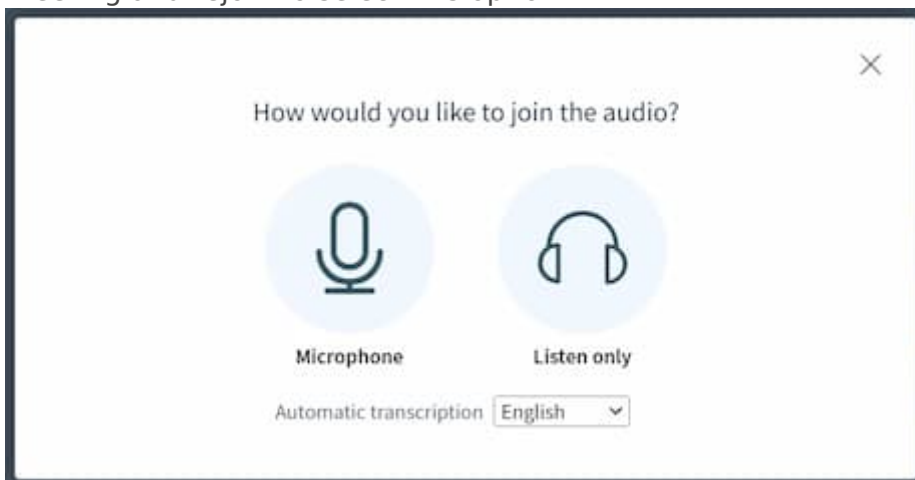 How would you like to join the audio?
Microphone
Listen only
Automatic transcription English